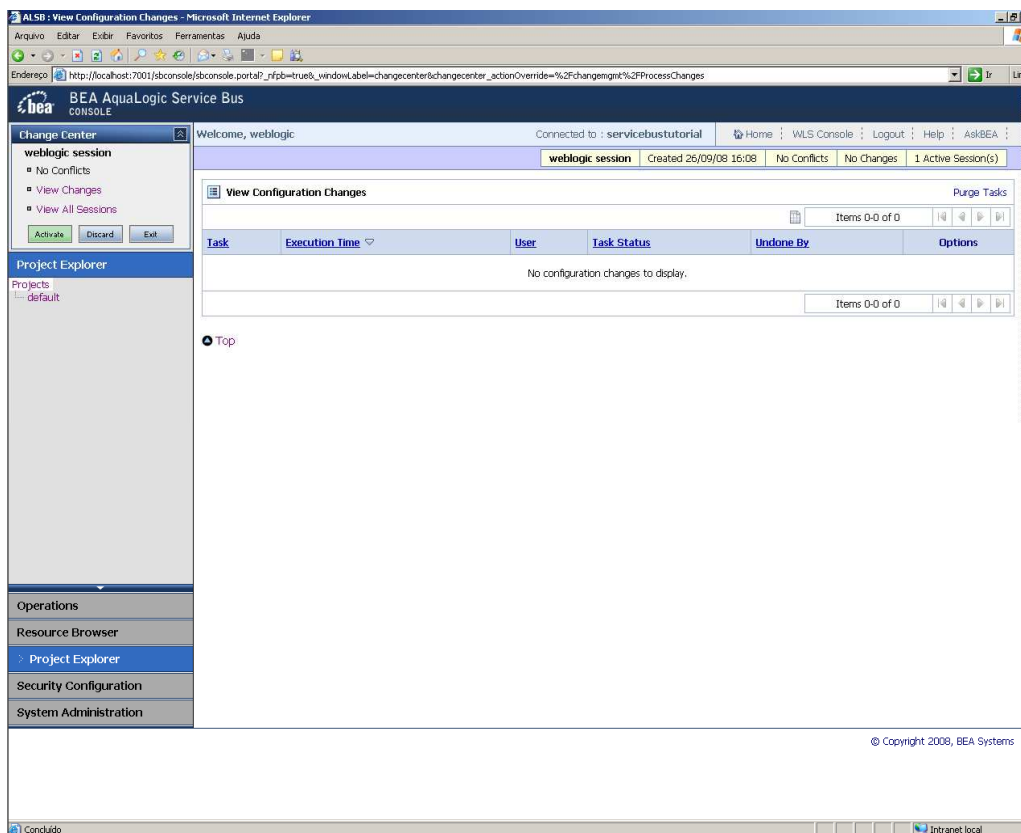 ALSB : View Configuration Changes - Microsoft Internet Explorer
Arquivo Editar Exibir Favoritos Ferramentas Ajuda
Endereço http://localhost:7001/sbconsole/sbconsole.portal?_nfpb=true&_windowLabel=changecenter&changecenter_actionOverride=%2Fchangemgmt%2FProcessChanges Ir
bea BEA AquaLogic Service Bus
CONSOLE
Change Center
weblogic session
No Conflicts
View Changes
View All Sessions
Activate Discard Exit
Project Explorer
Projects
default
Welcome, weblogic Connected to : servicebustutorial Home WLS Console Logout Help AskBEA
weblogic session Created 26/09/08 16:08 No Conflicts No Changes 1 Active Session(s)
View Configuration Changes Purge Tasks
Items 0-0 of 0
Task Execution Time User Task Status Undone By Options
No configuration changes to display.
Items 0-0 of 0
Top
Operations
Resource Browser
Project Explorer
Security Configuration
System Administration
© Copyright 2008, BEA Systems
Concluído Intranet local